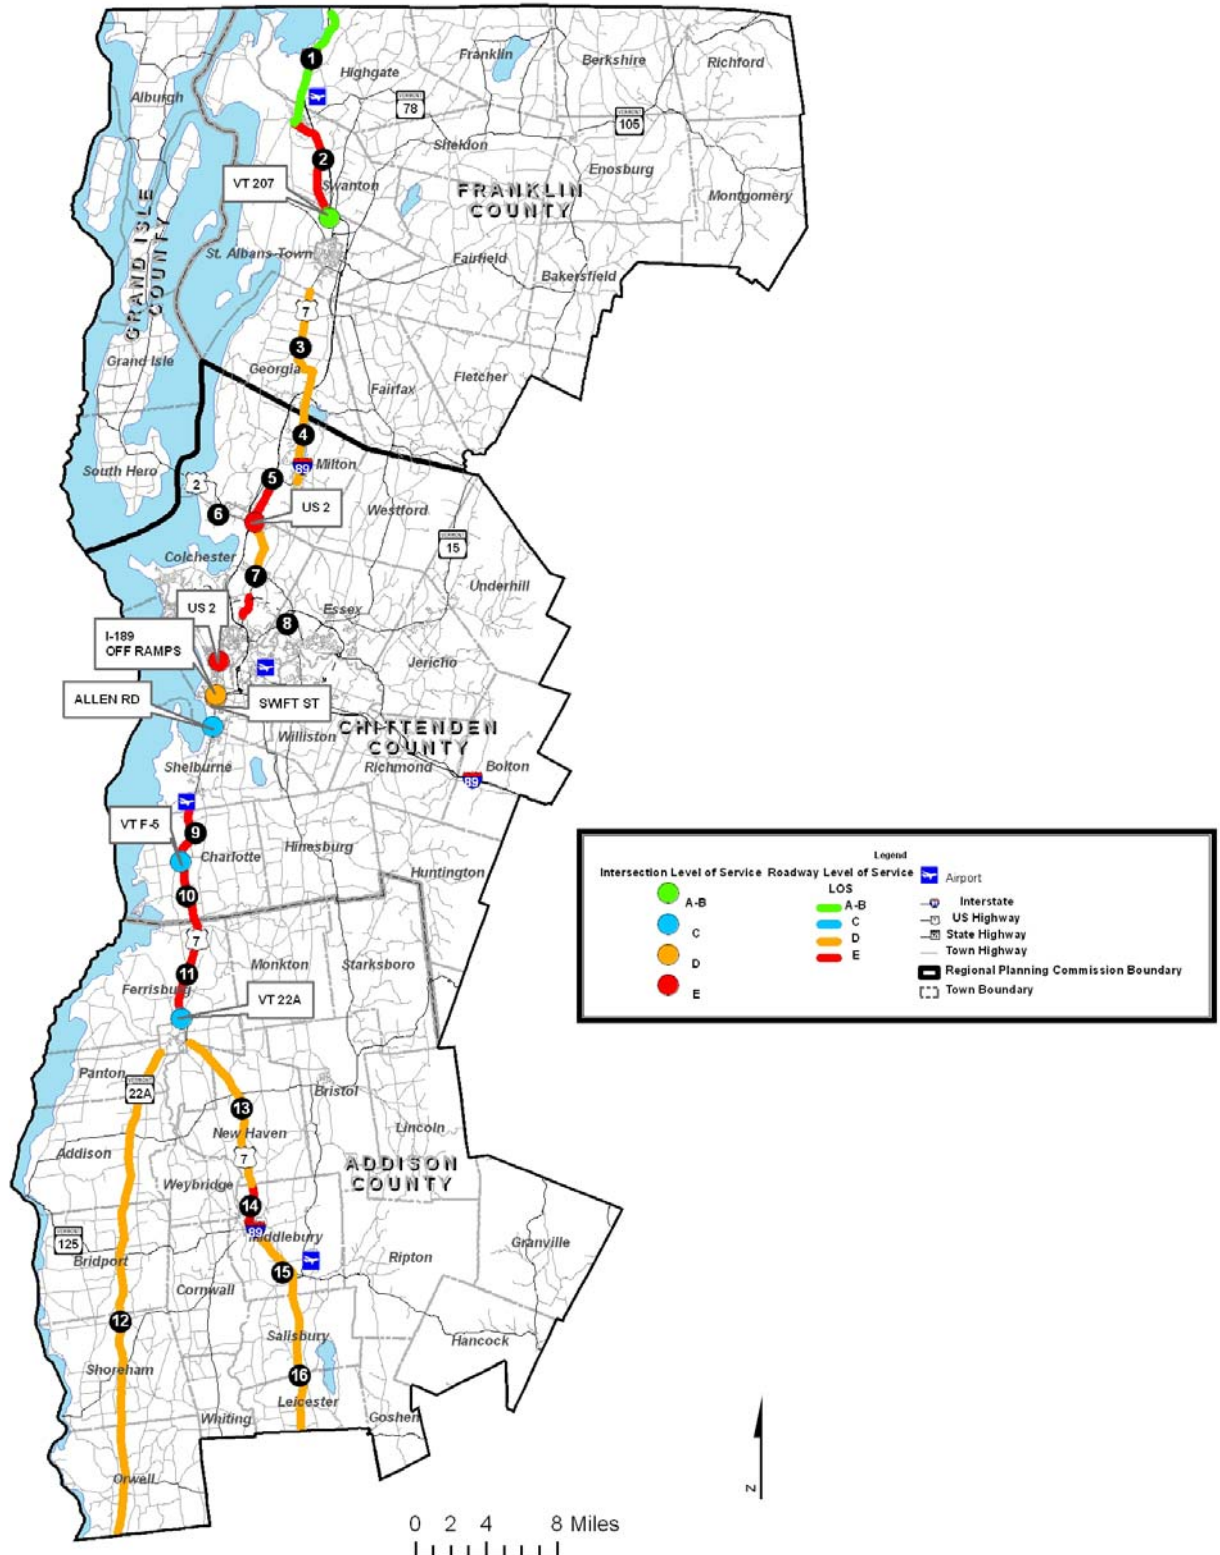 1
Highgate
Franklin
Berkshire
Richford
Alburgh
VERMONT
78
VERMONT
105
2
Sheldon
Enosburg
VT 207
Swanton
FRANKLIN
COUNTY
Montgomery
GRAND ISLE
COUNTY
St. Albans Town
Fairfield
Bakersfield
7
3
Grand Isle
Georgia
Fairfax
Fletcher
4
89
Milton
South Hero
5
2
6
US 2
Westford
VERMONT
15
Colchester
7
Underhill
US 2
Essex
8
I-189
OFF RAMPS
Jericho
ALLEN RD
SWIFT ST
CHITTENDEN
COUNTY
Williston
Shelburne
Richmond
Bolton
89
VT F-5
9
Charlotte
Hinesburg
Huntington
10
7
Monkton
Starksboro
11
Ferrisburg
VT 22A
Panton
VERMONT
22A
Bristol
13
New Haven
Lincoln
Addison
7
ADDISON
COUNTY
Weybridge
14
89
Middlebury
VERMONT
125
Bridport
15
Ripton
Granville
Cornwall
12
Salisbury
Hancock
Shoreham
16
Leicester
Whiting
Goshen
Orwell
Legend
Intersection Level of Service
A-B
C
D
E
Roadway Level of Service
LOS
A-B
C
D
E
Airport
Interstate
US Highway
State Highway
Town Highway
Regional Planning Commission Boundary
Town Boundary
N
0 2 4 8 Miles